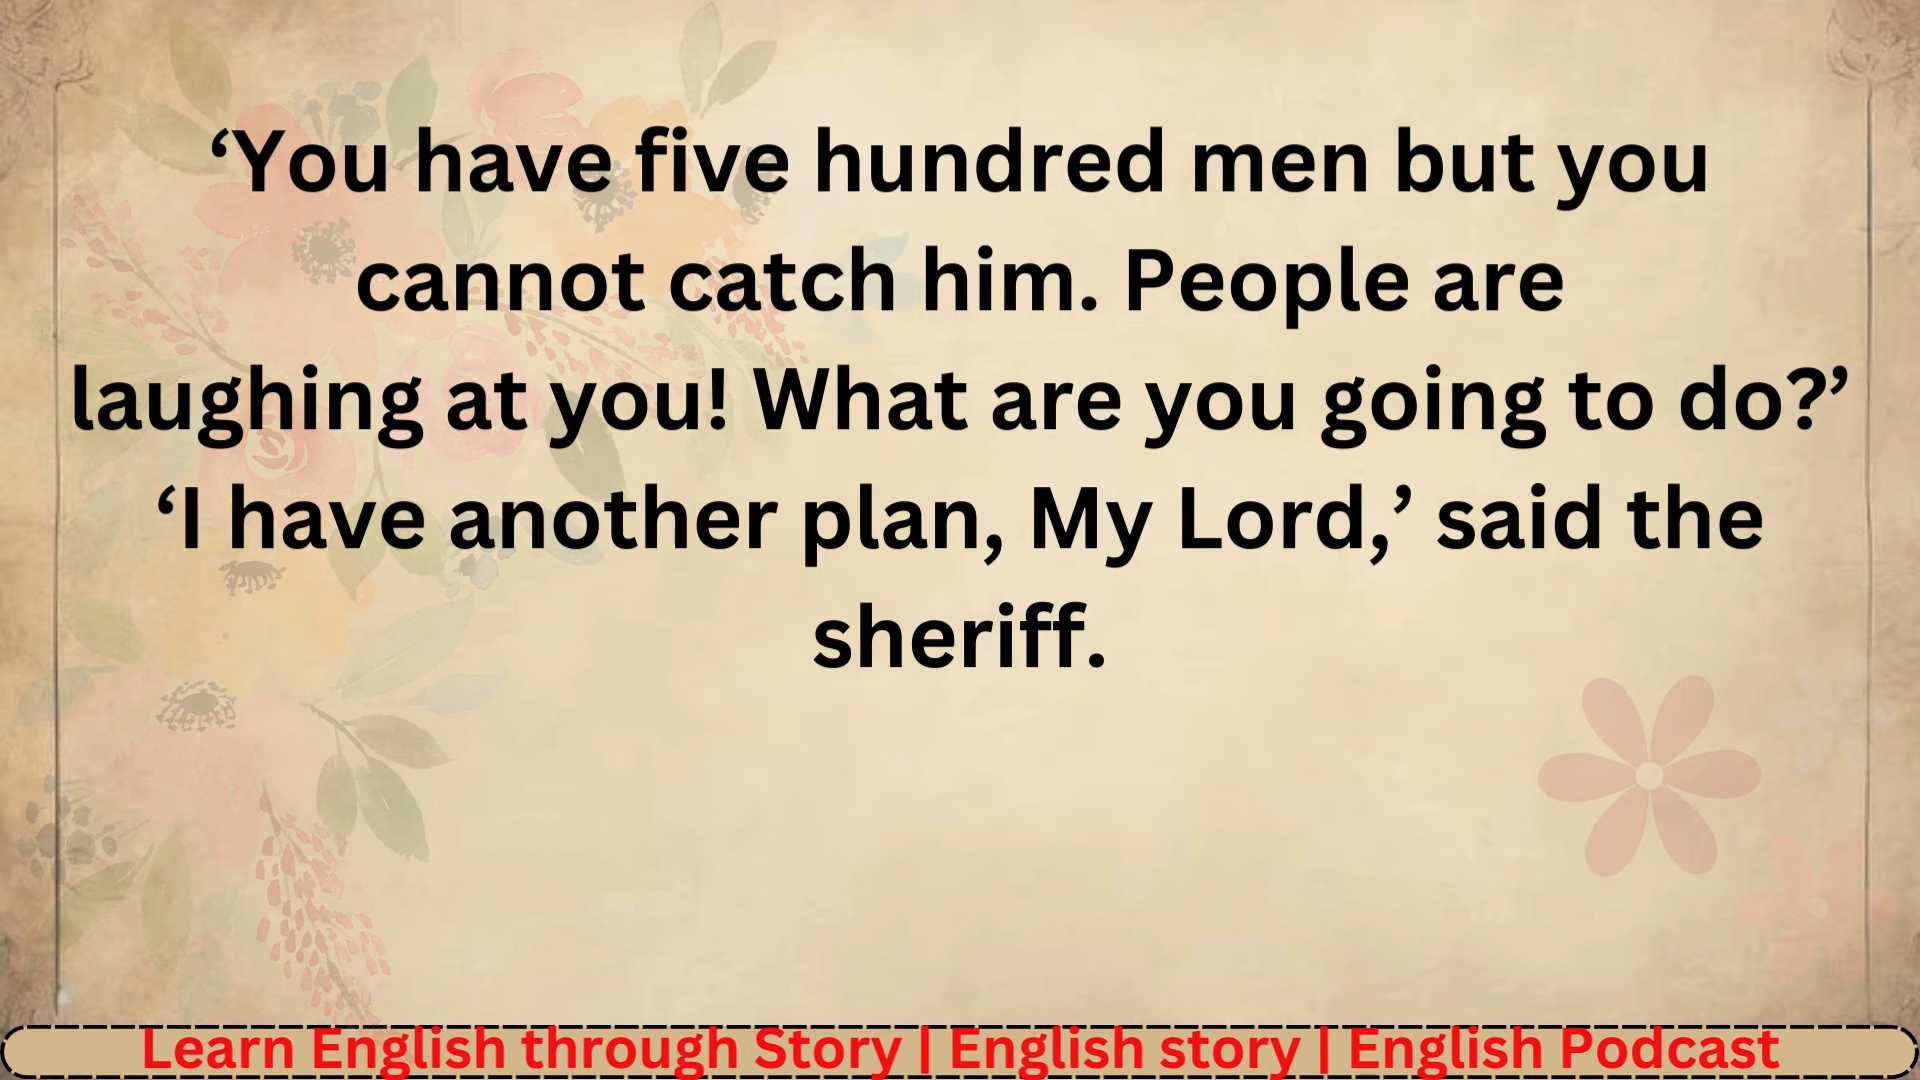 ‘You have five hundred men but you
cannot catch him. People are
laughing at you! What are you going to do?’
‘I have another plan, My Lord,’ said the
sheriff.
Learn English through Story | English story | English Podcast